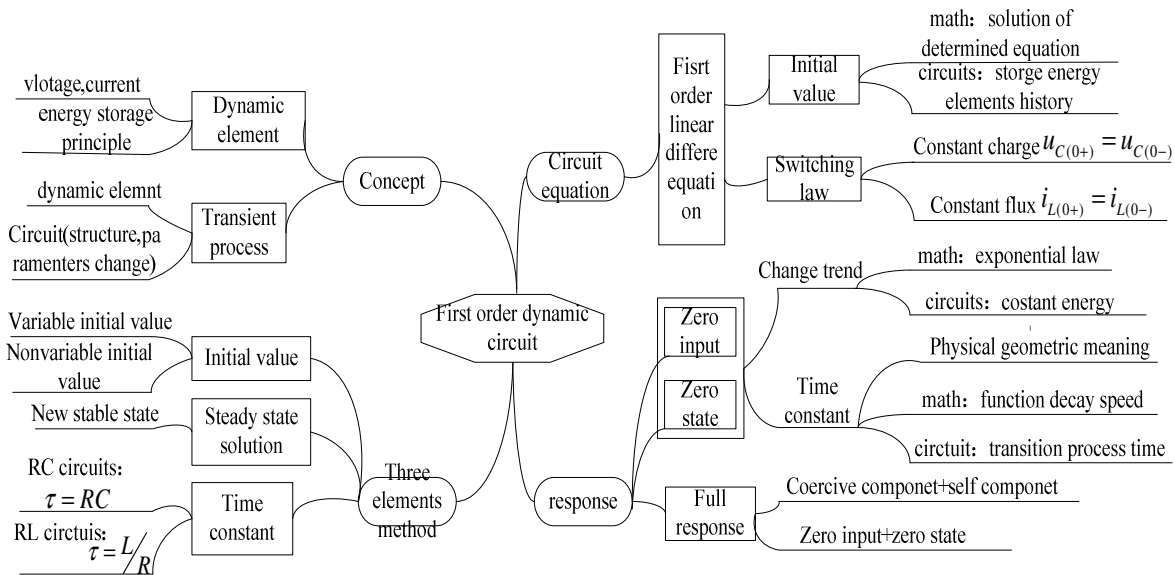 vlotage,current
energy storage
principle
Dynamic
element
dynamic elemnt
Circuit(structure,pa
ramenters change)
Transient
process
Concept
First order dynamic
circuit
Circuit
equation
Fisrt
order
linear
differe
equati
on
Initial
value
math: solution of
determined equation
circuits: storge energy
elements history
Switching
law
Constant charge u_{C(0+)} = u_{C(0−)}
Constant flux i_{L(0+)} = i_{L(0−)}
Variable initial value
Nonvariable initial
value
Initial value
New stable state
Steady state
solution
RC circuits:
τ = RC
RL circtuis:
τ = L/R
Time
constant
Three
elements
method
response
Zero
input
Zero
state
Change trend
math: exponential law
circuits: costant energy
Time
constant
Physical geometric meaning
math: function decay speed
circtuit: transition process time
Full
response
Coercive componet+self componet
Zero input+zero state